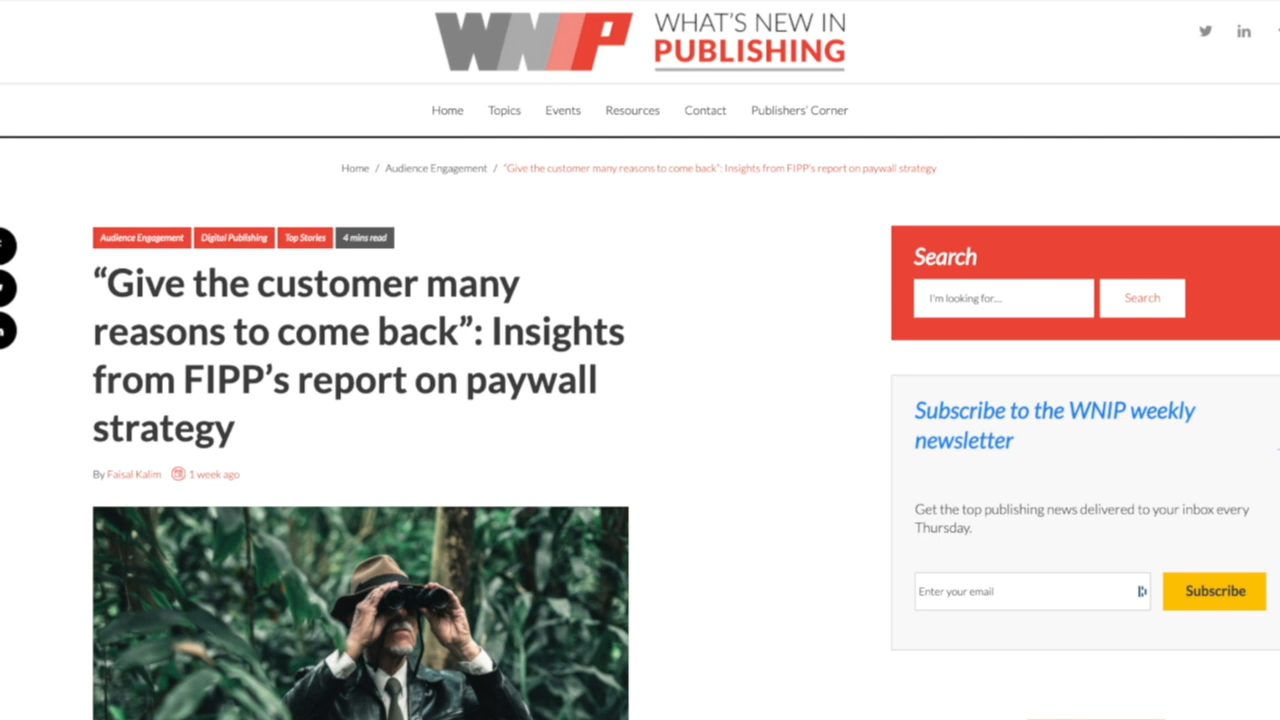 WNIP
WHAT'S NEW IN
PUBLISHING
Home Topics Events Resources Contact Publishers' Corner
Home / Audience Engagement / "Give the customer many reasons to come back": Insights from FIPP's report on paywall strategy
Audience Engagement Digital Publishing Top Stories 4 mins read
“Give the customer many
reasons to come back”: Insights
from FIPP’s report on paywall
strategy
By Faisal Kalim 1 week ago
Search
I'm looking for... Search
Subscribe to the WNIP weekly
newsletter
Get the top publishing news delivered to your inbox every
Thursday.
Enter your email Subscribe